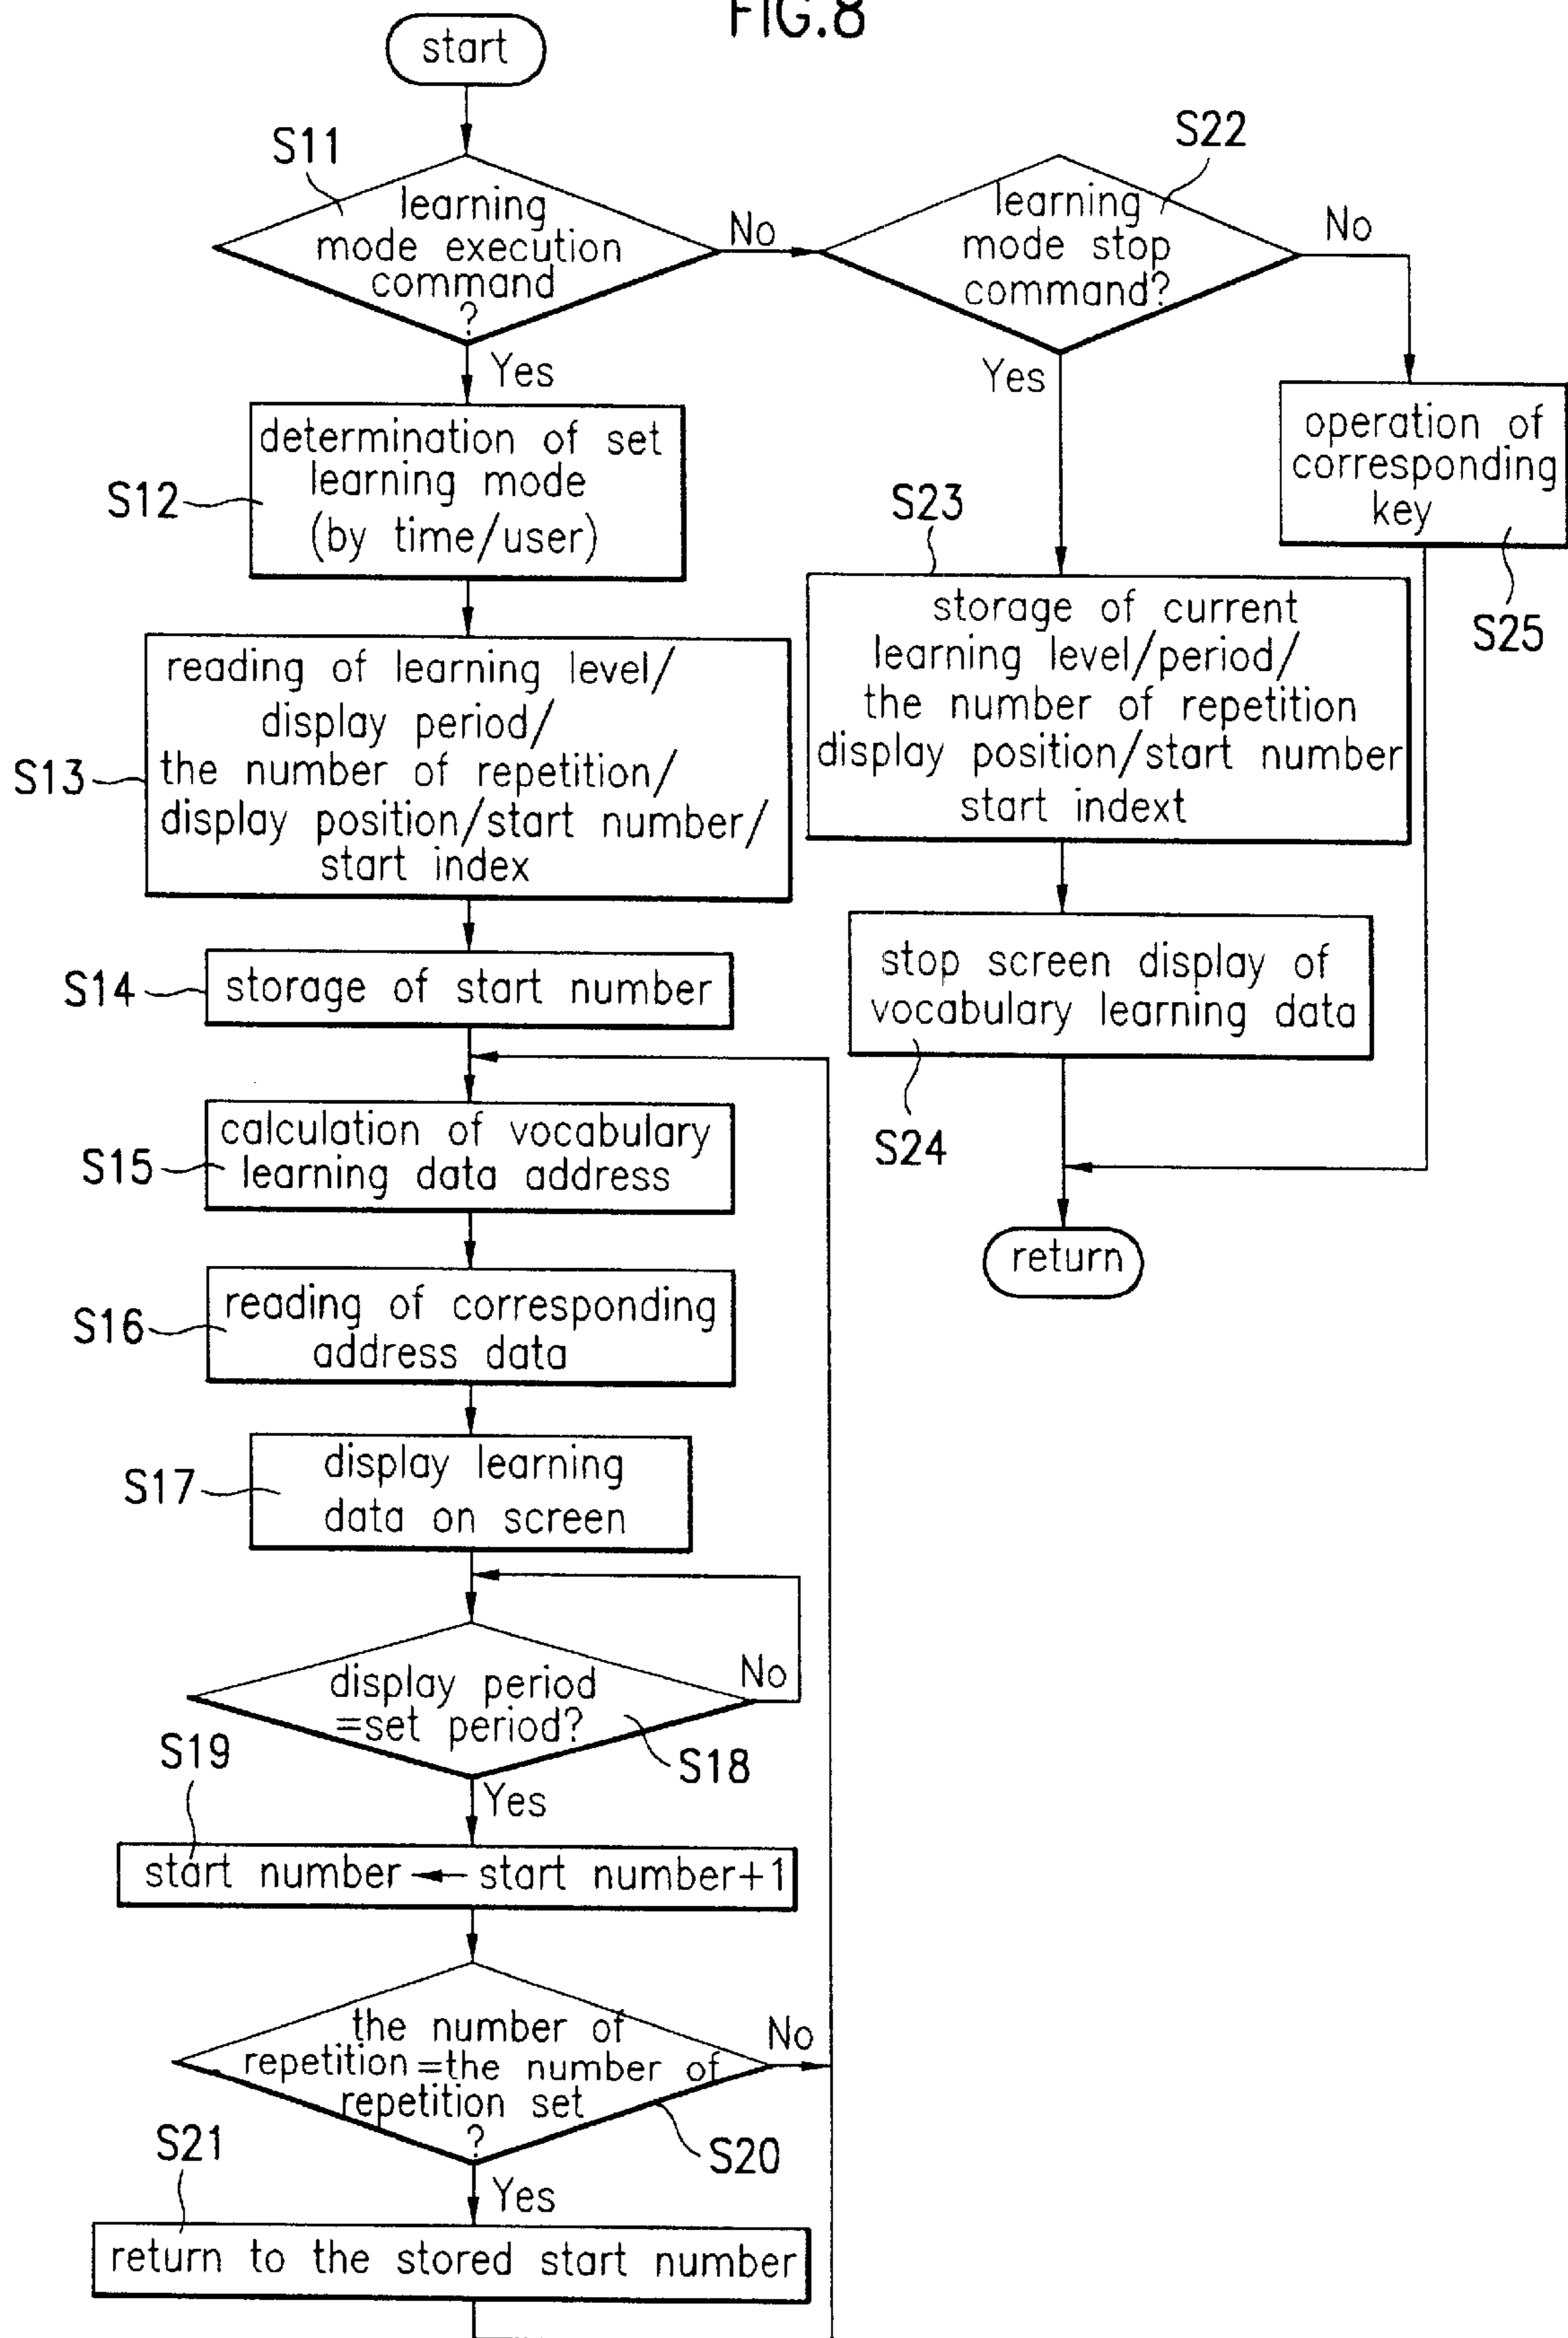 FIG.8
start
S11
learning
mode execution
command
?
No
Yes
S22
learning
mode stop
command?
No
Yes
S12
determination of set
learning mode
(by time/user)
operation of
corresponding
key
S25
S23
storage of current
learning level/period/
the number of repetition
display position/start number
start indext
S13
reading of learning level/
display period/
the number of repetition/
display position/start number/
start index
S14
storage of start number
stop screen display of
vocabulary learning data
S24
return
S15
calculation of vocabulary
learning data address
S16
reading of corresponding
address data
S17
display learning
data on screen
display period
=set period?
No
S18
Yes
S19
start number ← start number+1
the number of
repetition=the number of
repetition set
?
No
S20
Yes
S21
return to the stored start number